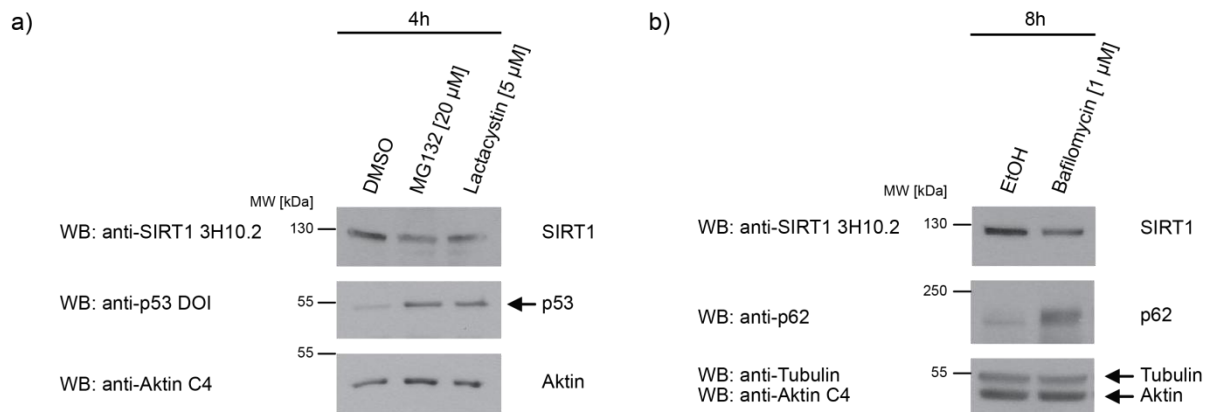 a)
4h
DMSO
MG132 [20 µM]
Lactacystin [5 µM]
MW [kDa]
WB: anti-SIRT1 3H10.2
130
SIRT1
WB: anti-p53 DOI
55
p53
55
WB: anti-Aktin C4
Aktin
b)
8h
EtOH
Bafilomycin [1 µM]
MW [kDa]
WB: anti-SIRT1 3H10.2
130
SIRT1
250
WB: anti-p62
p62
WB: anti-Tubulin
55
Tubulin
WB: anti-Aktin C4
Aktin